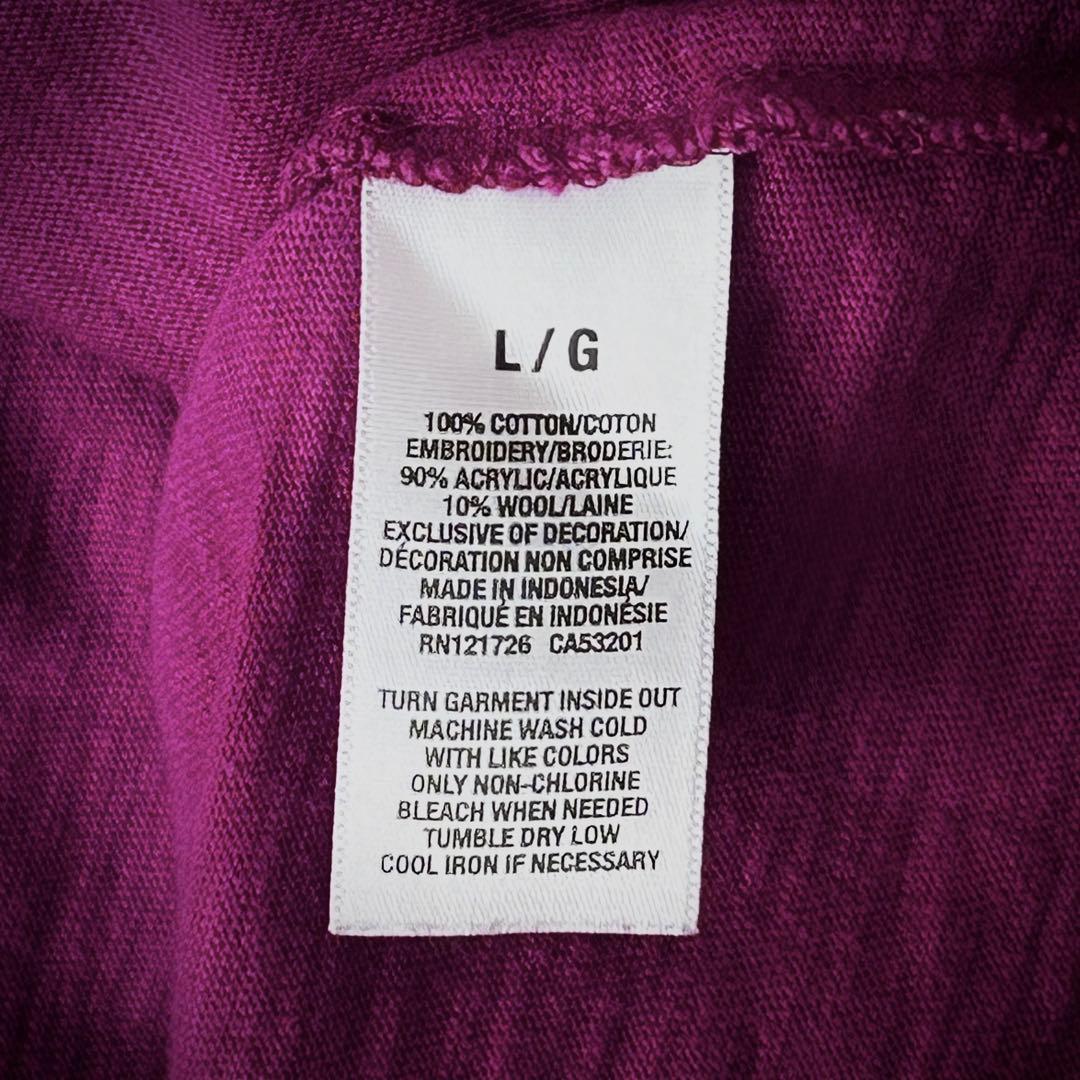 L / G
100% COTTON/COTON
EMBROIDERY/BRODERIE:
90% ACRYLIC/ACRYLIQUE
10% WOOL/LAINE
EXCLUSIVE OF DECORATION/
DÉCORATION NON COMPRISE
MADE IN INDONESIA/
FABRIQUÉ EN INDONÉSIE
RN121726 CA53201
TURN GARMENT INSIDE OUT
MACHINE WASH COLD
WITH LIKE COLORS
ONLY NON-CHLORINE
BLEACH WHEN NEEDED
TUMBLE DRY LOW
COOL IRON IF NECESSARY